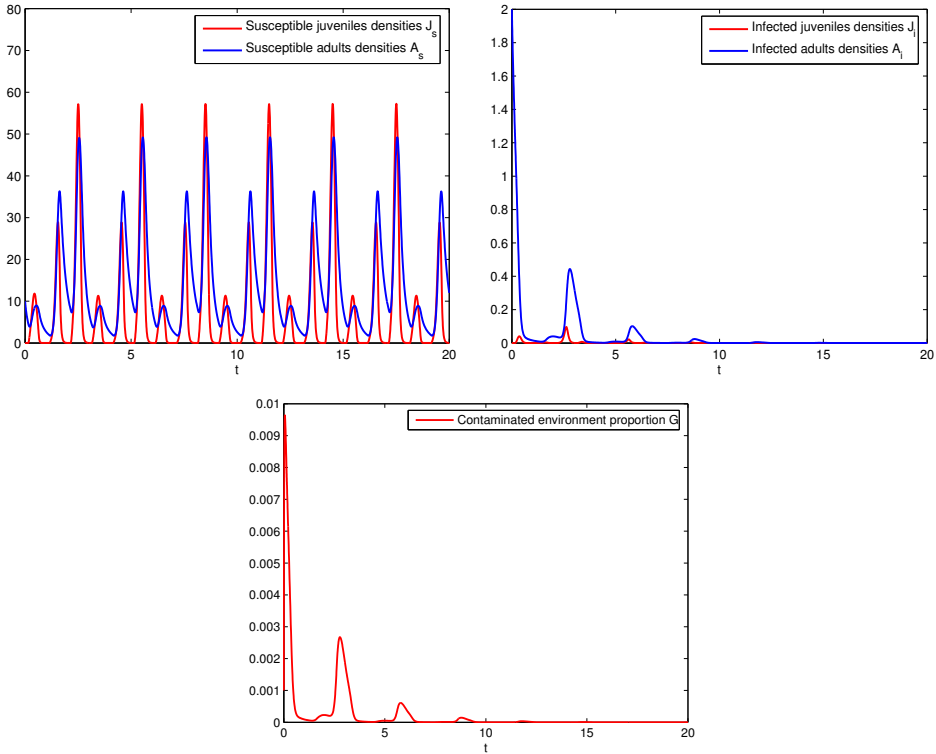 80
70
60
50
40
30
20
10
0
Susceptible juveniles densities J_s
Susceptible adults densities A_s
0 5 10 15 20
t
2
1.8
1.6
1.4
1.2
1
0.8
0.6
0.4
0.2
0
Infected juveniles densities J_i
Infected adults densities A_i
0 5 10 15 20
t
0.01
0.009
0.008
0.007
0.006
0.005
0.004
0.003
0.002
0.001
0
Contaminated environment proportion G
0 5 10 15 20
t